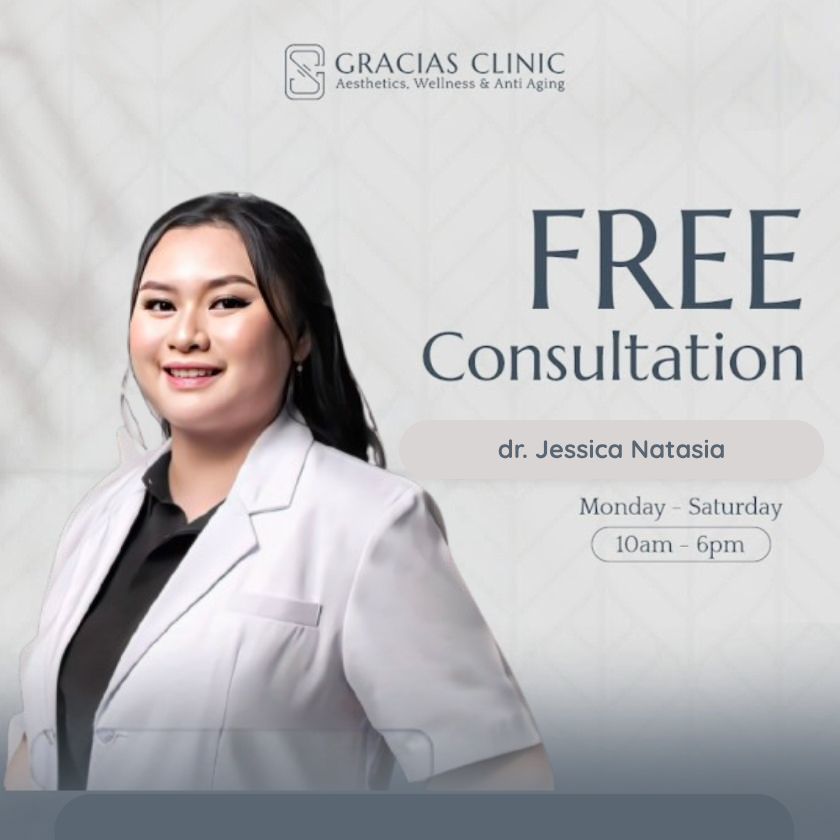 GRACIAS CLINIC
Aesthetics, Wellness & Anti Aging
FREE
Consultation
dr. Jessica Natasia
Monday - Saturday
10am - 6pm